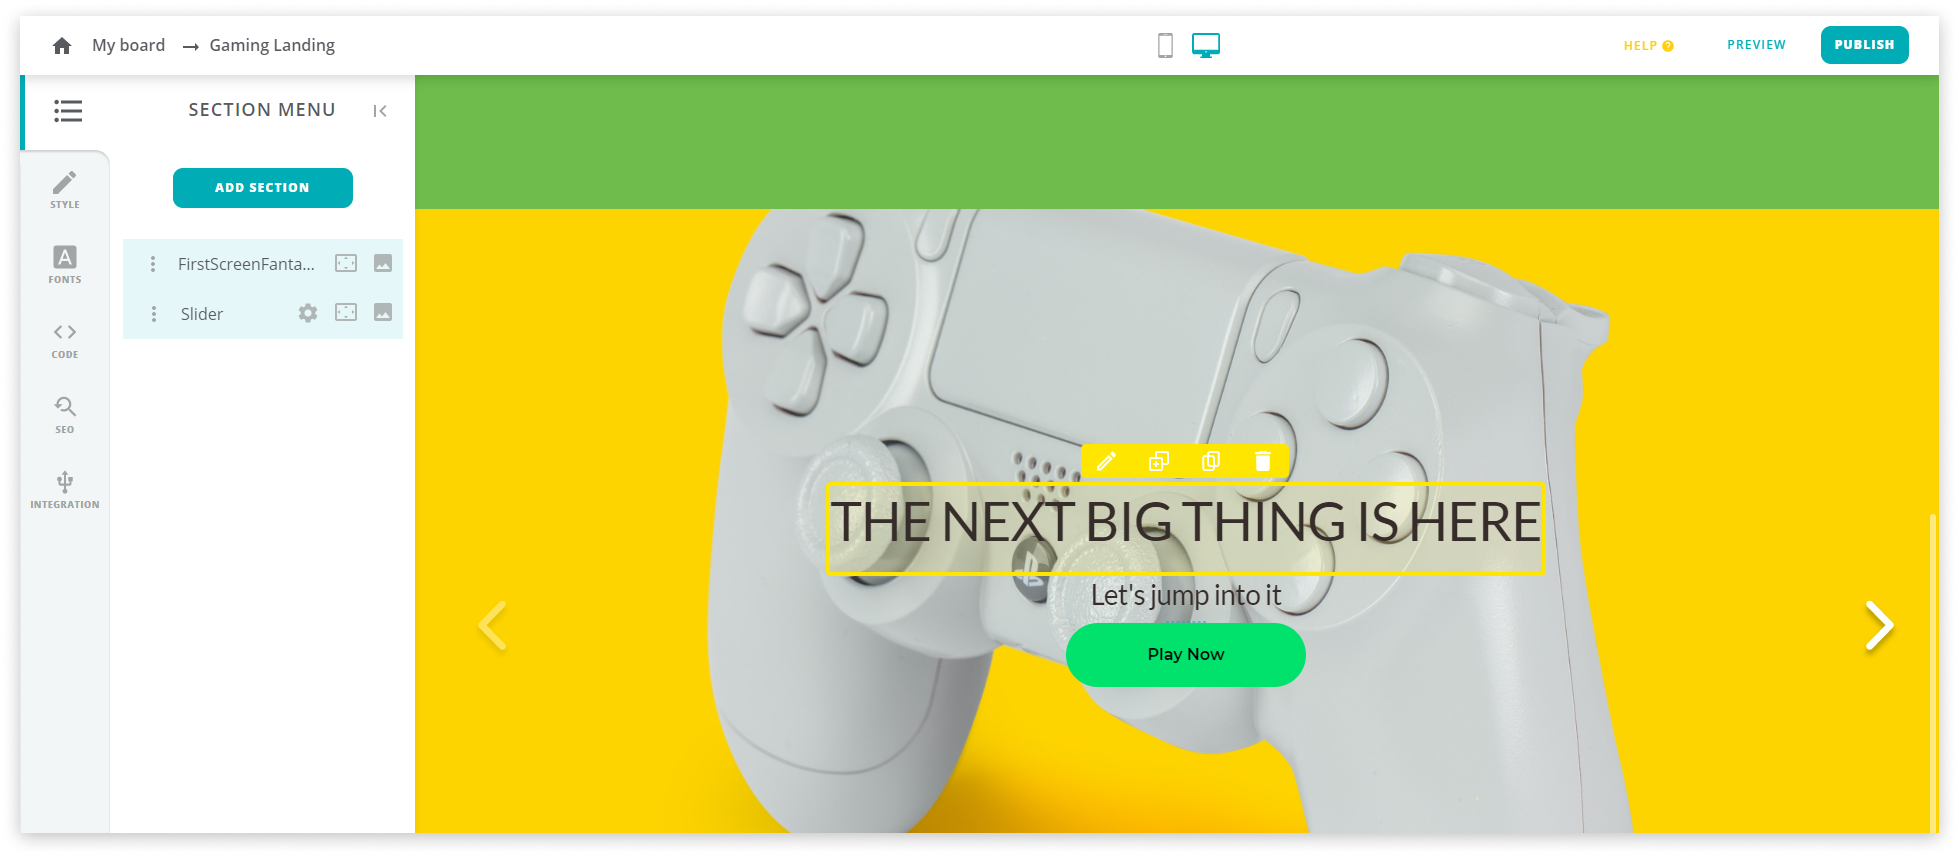 My board → Gaming Landing
HELP ?
PREVIEW
PUBLISH
SECTION MENU
ADD SECTION
STYLE
FONTS
CODE
SEO
INTEGRATION
FirstScreenFanta...
Slider
THE NEXT BIG THING IS HERE
Let's jump into it
Play Now